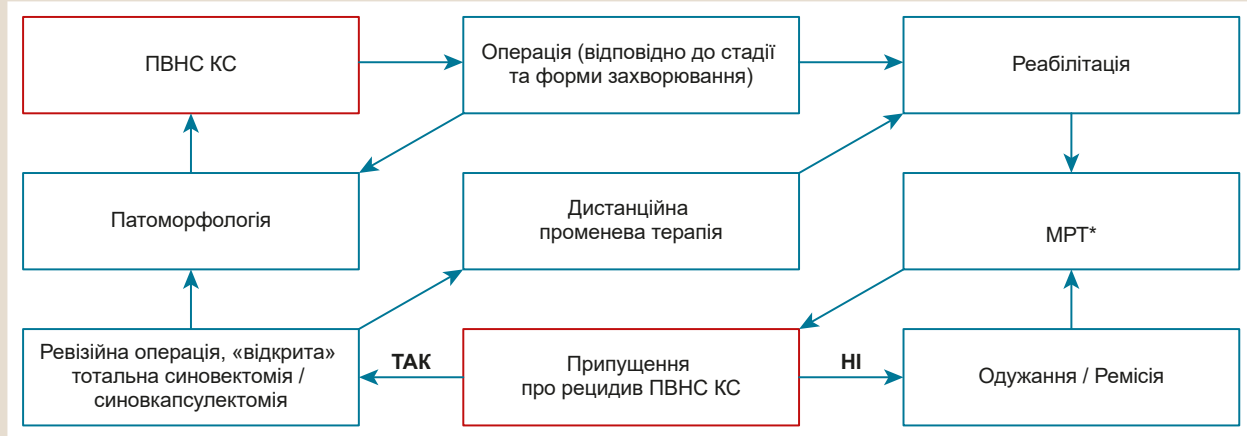 ПВНС КС
Операція (відповідно до стадії
та форми захворювання)
Реабілітація
Патоморфологія
Дистанційна
променева терапія
МРТ*
Ревізійна операція, «відкрита»
тотальна синовектомія /
синовкапсулектомія
ТАК
Припущення
про рецидив ПВНС КС
НІ
Одужання / Ремісія